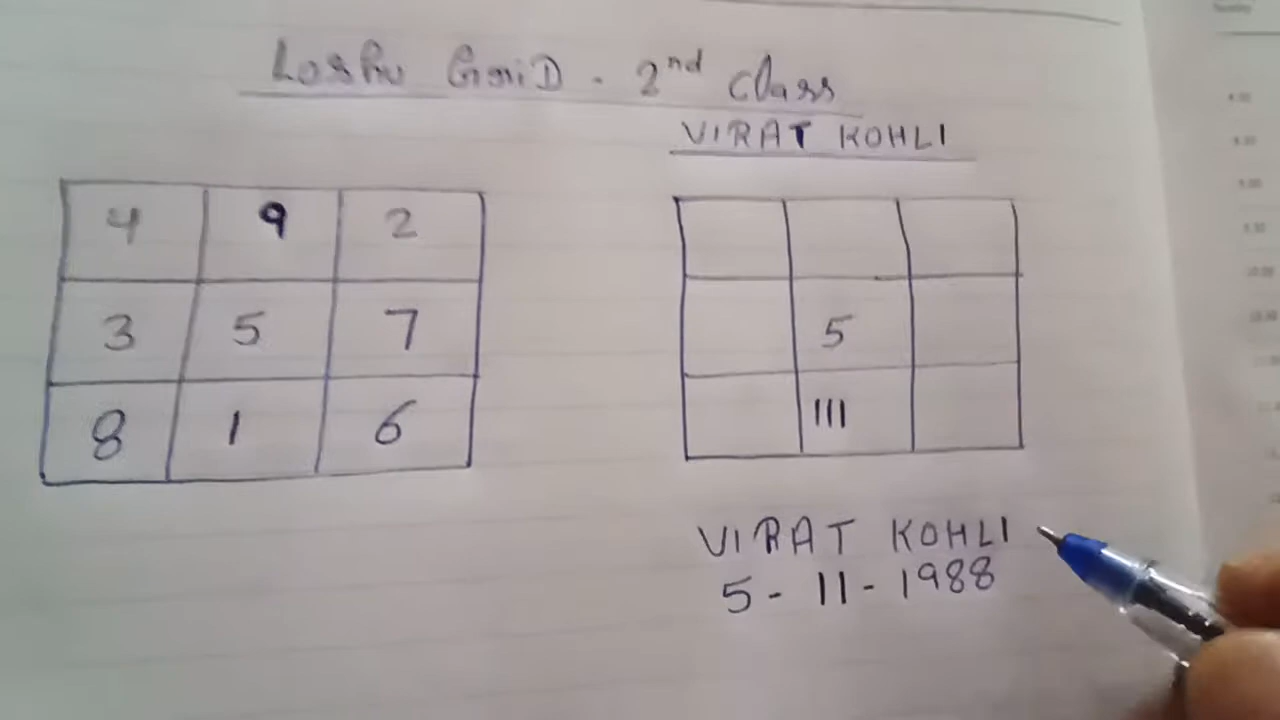 Loshu GriD - 2nd Class
VIRAT KOHLI
4 9 2
3 5 7
8 1 6
5
111
VIRAT KOHLI
5 - 11 - 1988